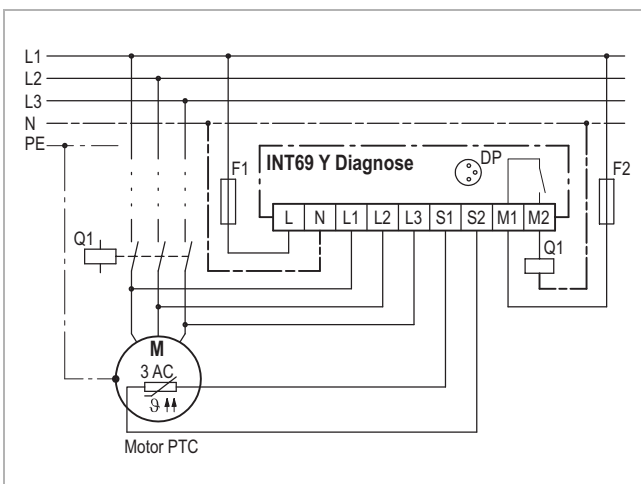 L1
L2
L3
N
PE
F1
INT69 Y Diagnose
DP
F2
L N L1 L2 L3 S1 S2 M1 M2
Q1
Q1
M
3 AC
ϑ
Motor PTC